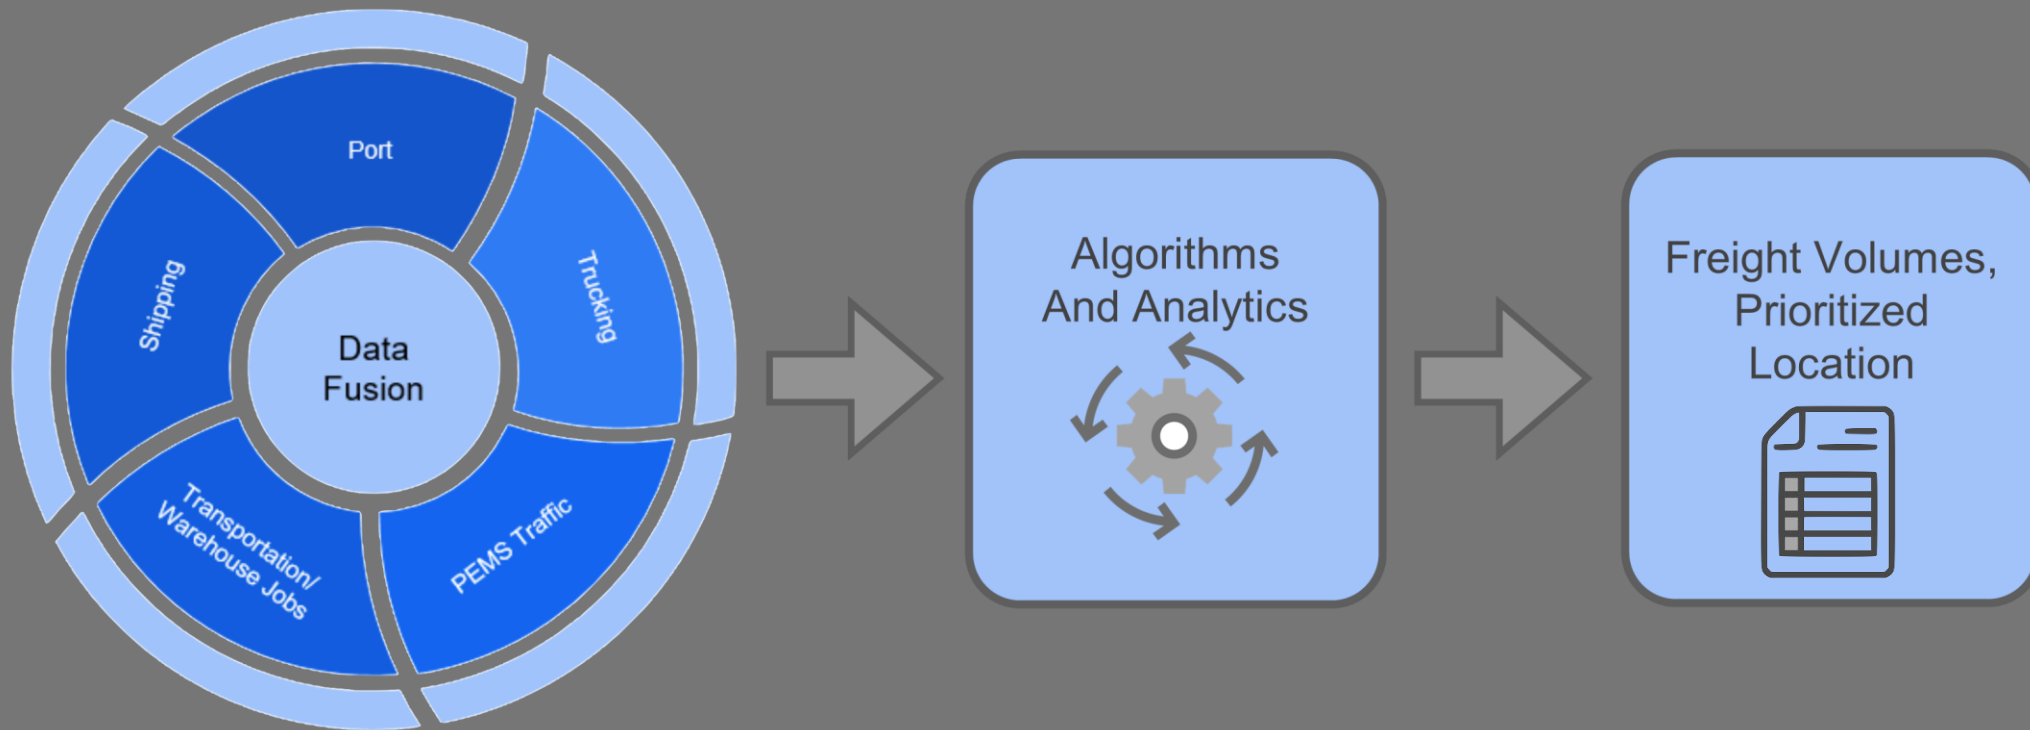 Port
Trucking
Shipping
Data
Fusion
Transportation/
Warehouse Jobs
PEMS Traffic
Algorithms
And Analytics
Freight Volumes,
Prioritized
Location